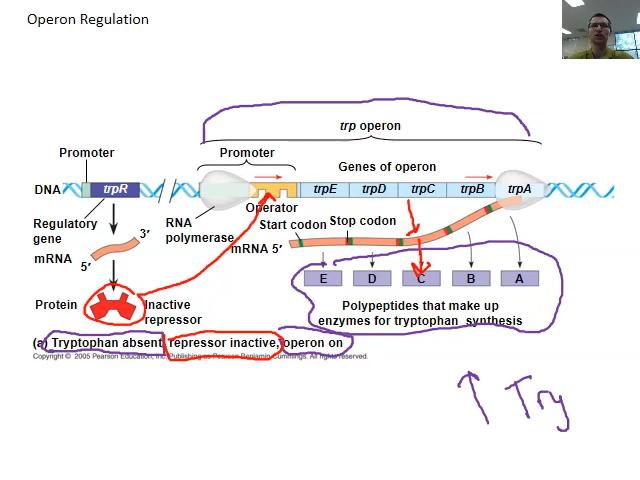 Operon Regulation
trp operon
Promoter
Promoter
Genes of operon
DNA
trpR
trpE
trpD
trpC
trpB
trpA
Regulatory
gene
RNA
polymerase
Operator
Start codon
Stop codon
mRNA
5′
3′
mRNA 5′
E
D
C
B
A
Protein
Inactive
repressor
Polypeptides that make up
enzymes for tryptophan synthesis
(a) Tryptophan absent, repressor inactive, operon on
Copyright © 2005 Pearson Education, Inc. Publishing as Pearson Benjamin Cummings. All rights reserved.
↑ Try